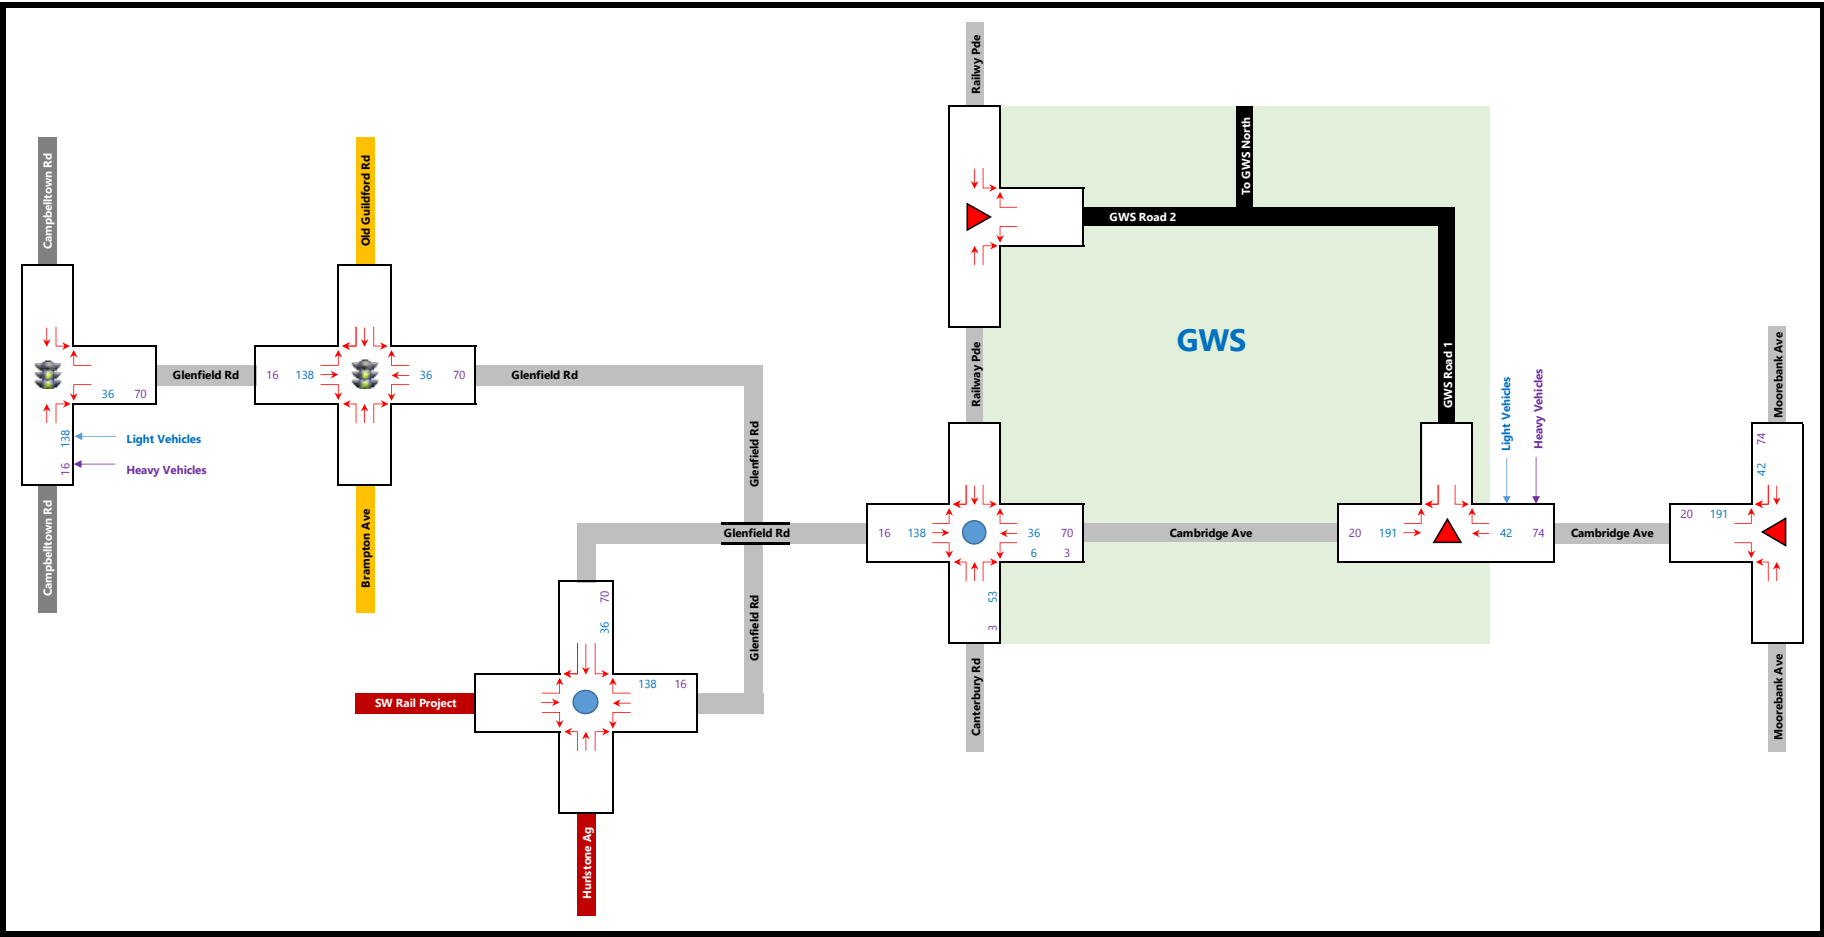 Railwy Pde
To GWS North
Campbelltown Rd
Old Guildford Rd
GWS Road 2
GWS
Railway Pde
GWS Road 1
Moorebank Ave
Glenfield Rd
16 138
36 70
Glenfield Rd
36 70
138
Light Vehicles
16
Heavy Vehicles
Light Vehicles
Heavy Vehicles
74
42
Glenfield Rd
Campbelltown Rd
Brampton Ave
Glenfield Rd
16 138
36 70
6 3
Cambridge Ave
20 191
42 74
Cambridge Ave
20 191
70
36
53
3
Glenfield Rd
138 16
SW Rail Project
Canterbury Rd
Moorebank Ave
Hurlstone Ag